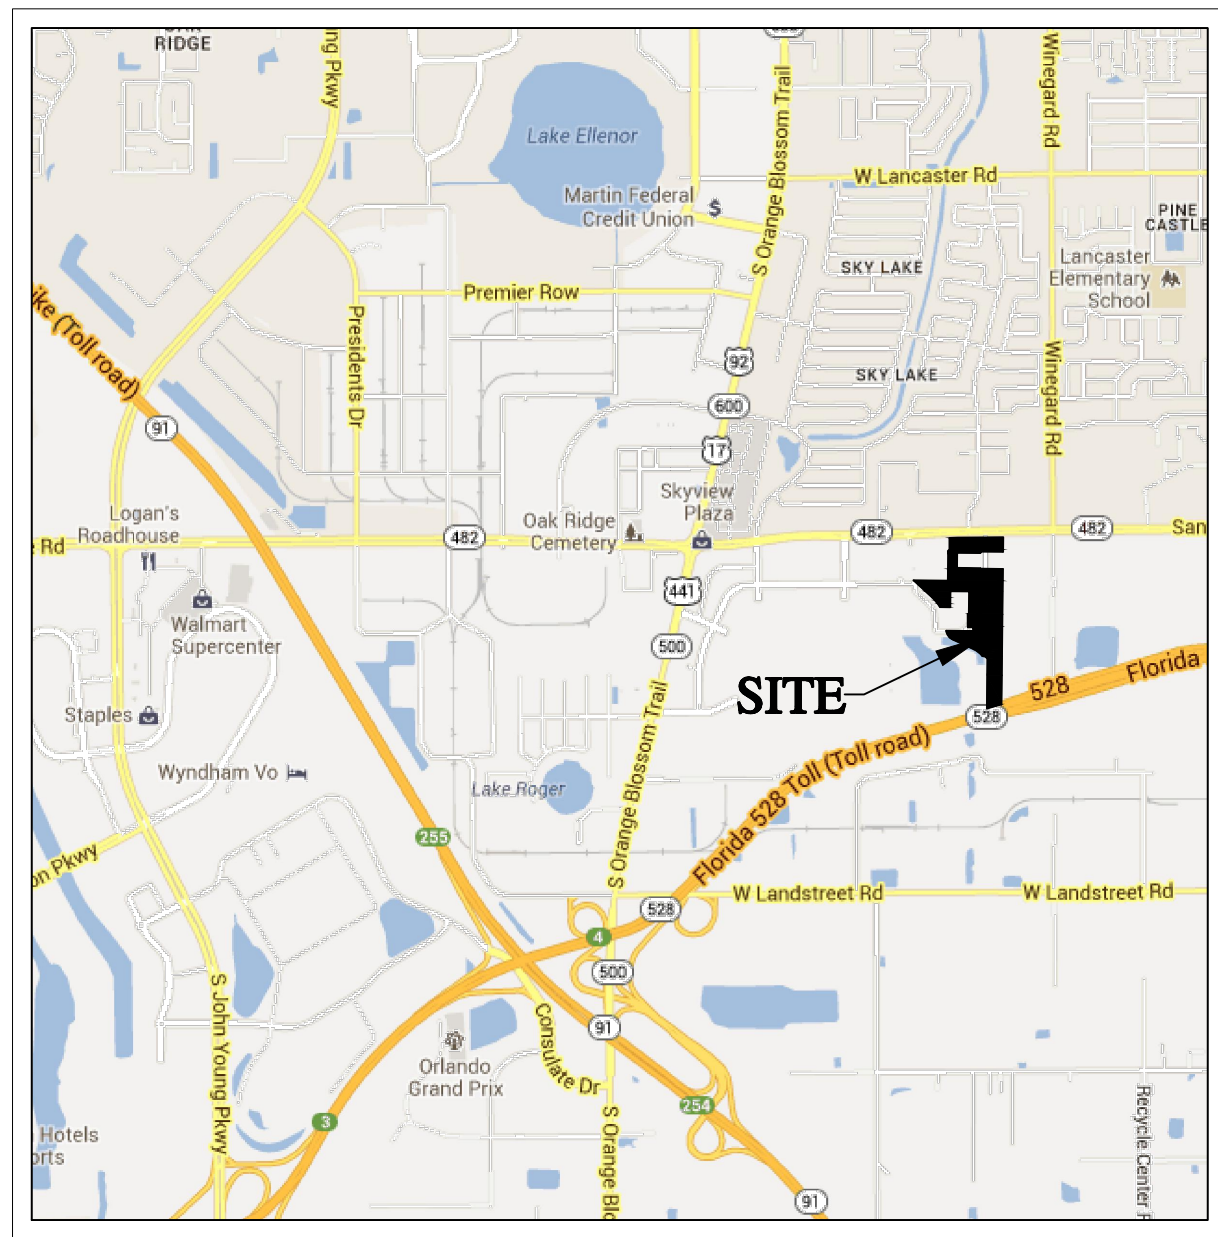 RIDGE
ng Pkwy
Winegard Rd
Lake Ellenor
S Orange Blossom Trail
W Lancaster Rd
Martin Federal
Credit Union
$
PINE
CASTLE
SKY LAKE
Lancaster
Elementary
School
Premier Row
ike (Toll road)
Presidents Dr
92
SKY LAKE
Winegard Rd
600
91
17
Skyview
Plaza
Logan's
Roadhouse
Oak Ridge
Cemetery
482
482
482
San
e Rd
441
Walmart
Supercenter
500
528
Florida
SITE
Staples
528
S Orange Blossom Trail
Wyndham Vo
Lake Roger
Florida 528 Toll (Toll road)
255
on Pkwy
W Landstreet Rd
W Landstreet Rd
528
4
500
S John Young Pkwy
91
Consulate Dr
Orlando
Grand Prix
254
3
S Orange Blo
Recycle Center R
Hotels
orts
91